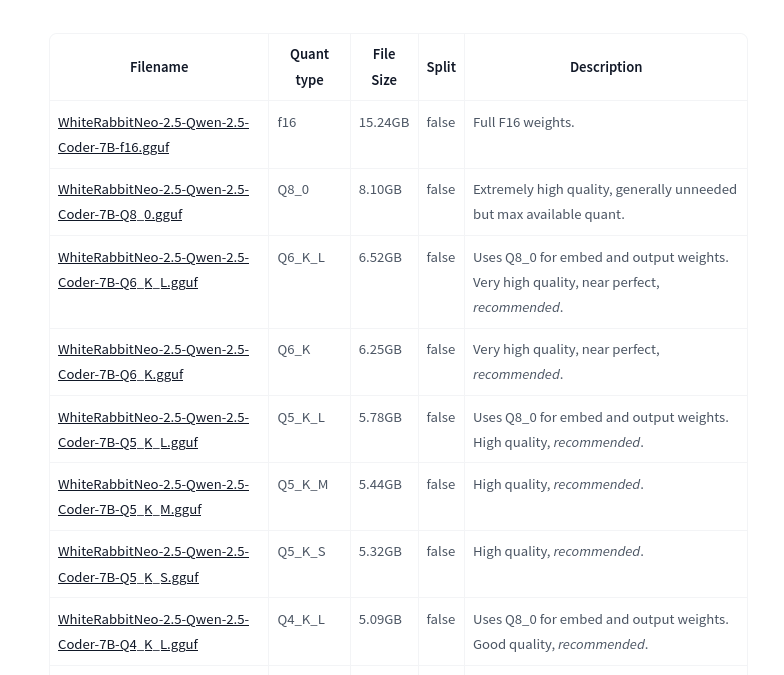 Filename
Quant
type
File
Size
Split
Description
WhiteRabbitNeo-2.5-Qwen-2.5-
Coder-7B-f16.gguf
f16
15.24GB
false
Full F16 weights.
WhiteRabbitNeo-2.5-Qwen-2.5-
Coder-7B-Q8_0.gguf
Q8_0
8.10GB
false
Extremely high quality, generally unneeded
but max available quant.
WhiteRabbitNeo-2.5-Qwen-2.5-
Coder-7B-Q6_K_L.gguf
Q6_K_L
6.52GB
false
Uses Q8_0 for embed and output weights.
Very high quality, near perfect,
recommended.
WhiteRabbitNeo-2.5-Qwen-2.5-
Coder-7B-Q6_K.gguf
Q6_K
6.25GB
false
Very high quality, near perfect,
recommended.
WhiteRabbitNeo-2.5-Qwen-2.5-
Coder-7B-Q5_K_L.gguf
Q5_K_L
5.78GB
false
Uses Q8_0 for embed and output weights.
High quality, recommended.
WhiteRabbitNeo-2.5-Qwen-2.5-
Coder-7B-Q5_K_M.gguf
Q5_K_M
5.44GB
false
High quality, recommended.
WhiteRabbitNeo-2.5-Qwen-2.5-
Coder-7B-Q5_K_S.gguf
Q5_K_S
5.32GB
false
High quality, recommended.
WhiteRabbitNeo-2.5-Qwen-2.5-
Coder-7B-Q4_K_L.gguf
Q4_K_L
5.09GB
false
Uses Q8_0 for embed and output weights.
Good quality, recommended.